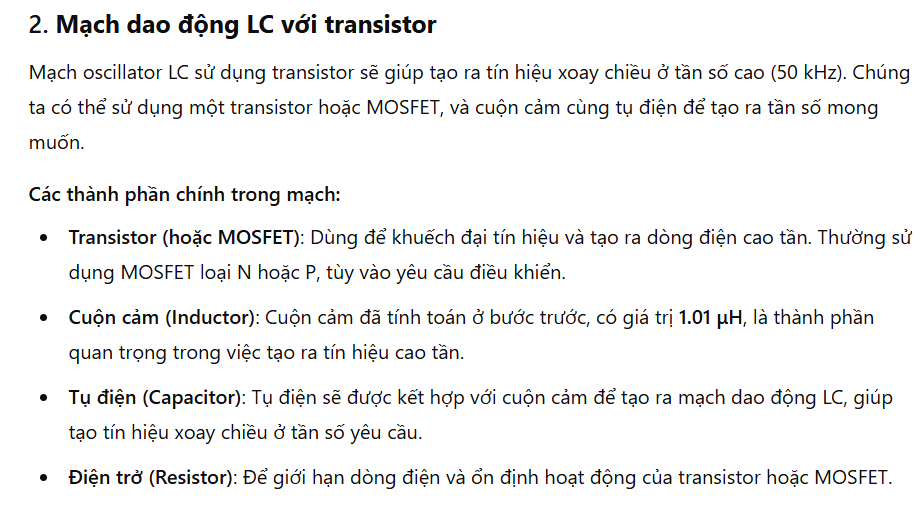 2. Mạch dao động LC với transistor
Mạch oscillator LC sử dụng transistor sẽ giúp tạo ra tín hiệu xoay chiều ở tần số cao (50 kHz). Chúng
ta có thể sử dụng một transistor hoặc MOSFET, và cuộn cảm cùng tụ điện để tạo ra tần số mong
muốn.
Các thành phần chính trong mạch:
• Transistor (hoặc MOSFET): Dùng để khuếch đại tín hiệu và tạo ra dòng điện cao tần. Thường sử
dụng MOSFET loại N hoặc P, tùy vào yêu cầu điều khiển.
• Cuộn cảm (Inductor): Cuộn cảm đã tính toán ở bước trước, có giá trị 1.01 µH, là thành phần
quan trọng trong việc tạo ra tín hiệu cao tần.
• Tụ điện (Capacitor): Tụ điện sẽ được kết hợp với cuộn cảm để tạo ra mạch dao động LC, giúp
tạo tín hiệu xoay chiều ở tần số yêu cầu.
• Điện trở (Resistor): Để giới hạn dòng điện và ổn định hoạt động của transistor hoặc MOSFET.